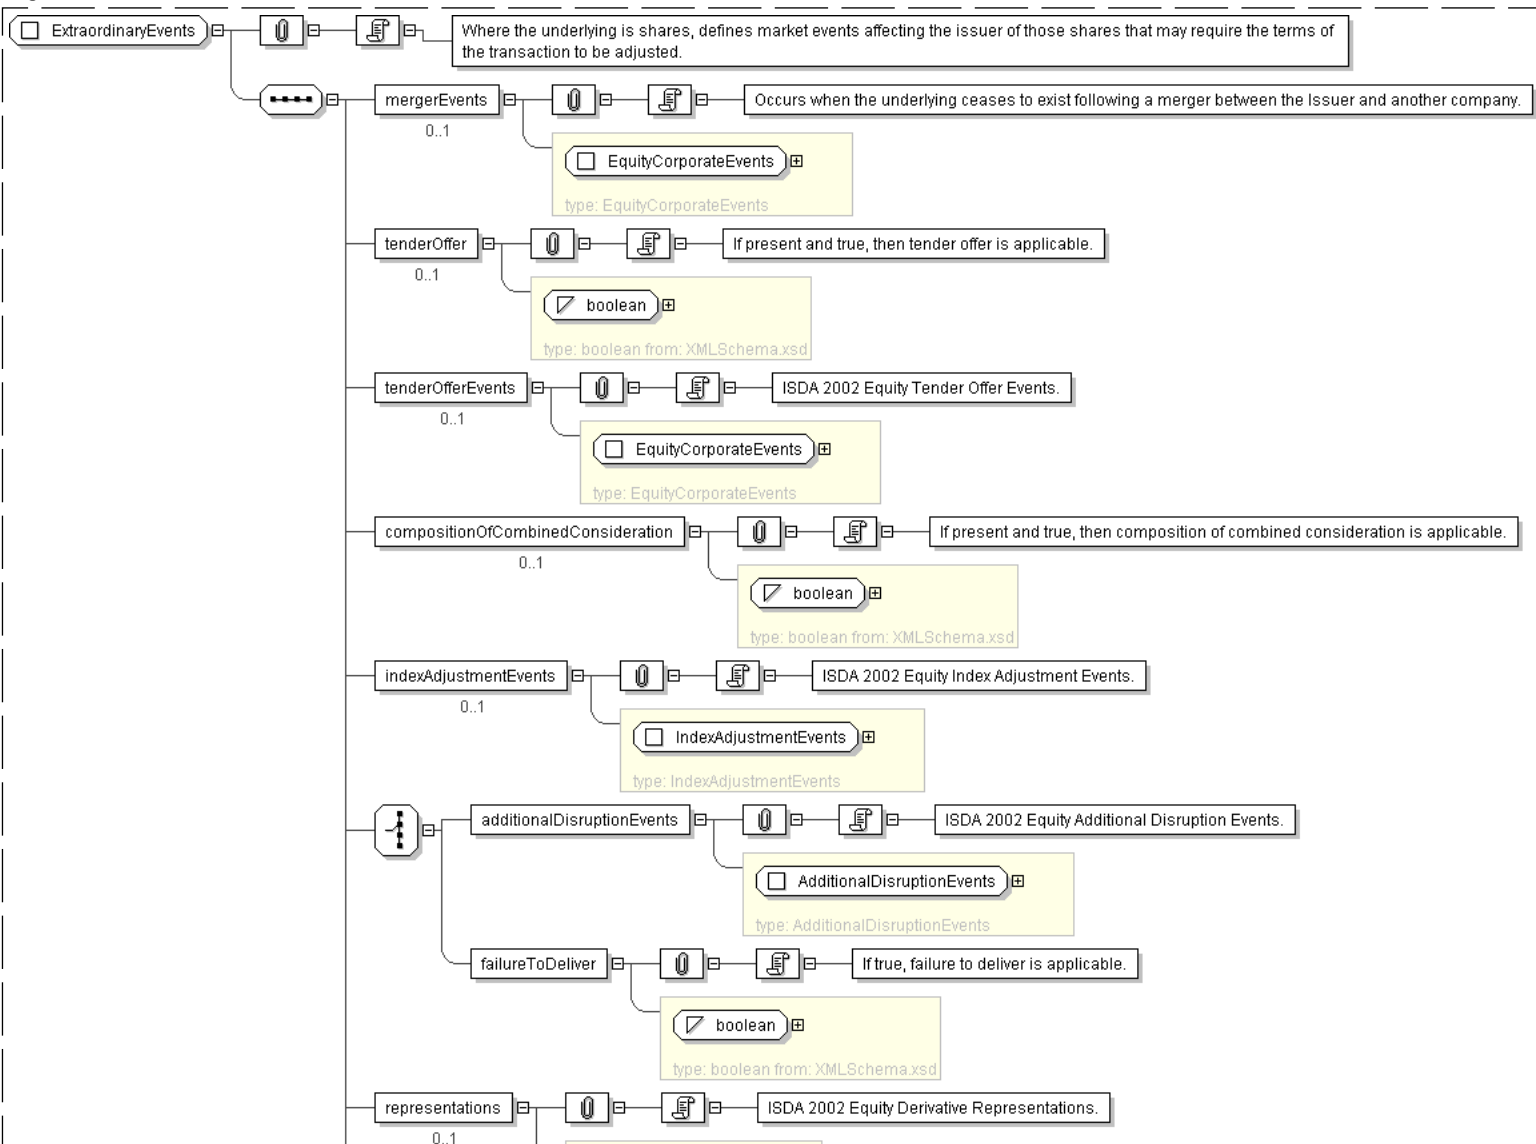 ExtraordinaryEvents
Where the underlying is shares, defines market events affecting the issuer of those shares that may require the terms of
the transaction to be adjusted.
mergerEvents
Occurs when the underlying ceases to exist following a merger between the Issuer and another company.
0..1
EquityCorporateEvents
type: EquityCorporateEvents
tenderOffer
If present and true, then tender offer is applicable.
0..1
boolean
type: boolean from: XMLSchema.xsd
tenderOfferEvents
ISDA 2002 Equity Tender Offer Events.
0..1
EquityCorporateEvents
type: EquityCorporateEvents
compositionOfCombinedConsideration
If present and true, then composition of combined consideration is applicable.
0..1
boolean
type: boolean from: XMLSchema.xsd
indexAdjustmentEvents
ISDA 2002 Equity Index Adjustment Events.
0..1
IndexAdjustmentEvents
type: IndexAdjustmentEvents
additionalDisruptionEvents
ISDA 2002 Equity Additional Disruption Events.
AdditionalDisruptionEvents
type: AdditionalDisruptionEvents
failureToDeliver
If true, failure to deliver is applicable.
boolean
type: boolean from: XMLSchema.xsd
representations
ISDA 2002 Equity Derivative Representations.
0..1